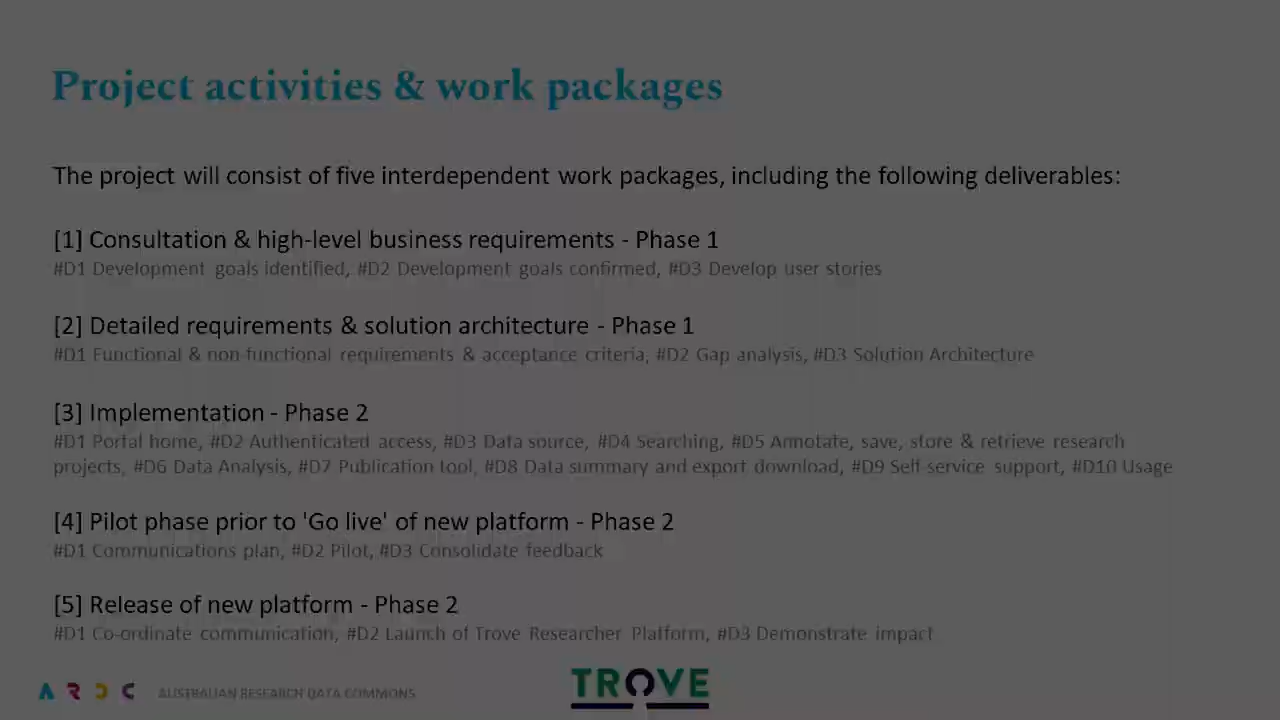 Project activities & work packages
The project will consist of five interdependent work packages, including the following deliverables:
[1] Consultation & high-level business requirements - Phase 1
#D1 Development goals identified, #D2 Development goals confirmed, #D3 Develop user stories
[2] Detailed requirements & solution architecture - Phase 1
#D1 Functional & non-functional requirements & acceptance criteria, #D2 Gap analysis, #D3 Solution Architecture
[3] Implementation - Phase 2
#D1 Portal home, #D2 Authenticated access, #D3 Data source, #D4 Searching, #D5 Annotate, save, store & retrieve research
projects, #D6 Data Analysis, #D7 Publication tool, #D8 Data summary and export download, #D9 Self-service support, #D10 Usage
[4] Pilot phase prior to 'Go live' of new platform - Phase 2
#D1 Communications plan, #D2 Pilot, #D3 Consolidate feedback
[5] Release of new platform - Phase 2
#D1 Co-ordinate communication, #D2 Launch of Trove Researcher Platform, #D3 Demonstrate impact
ARDC AUSTRALIAN RESEARCH DATA COMMONS
TROVE